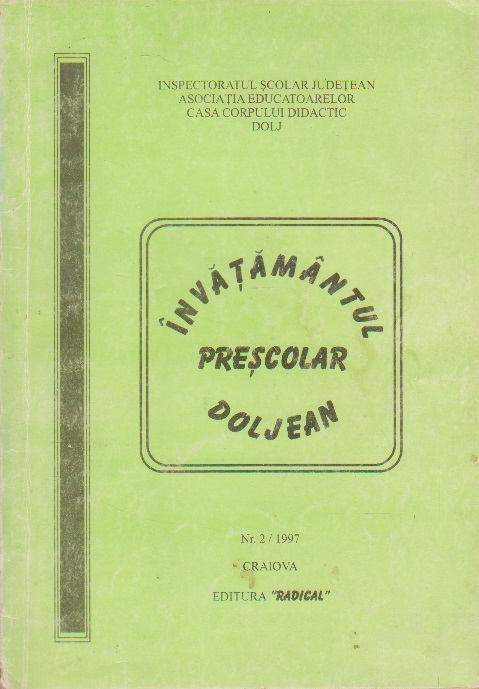 INSPECTORATUL ŞCOLAR JUDEŢEAN
ASOCIAŢIA EDUCATOARELOR
CASA CORPULUI DIDACTIC
DOLJ
ÎNVĂŢĂMÂNTUL
PREŞCOLAR
DOLJEAN
Nr. 2 / 1997
CRAIOVA
EDITURA "RADICAL"